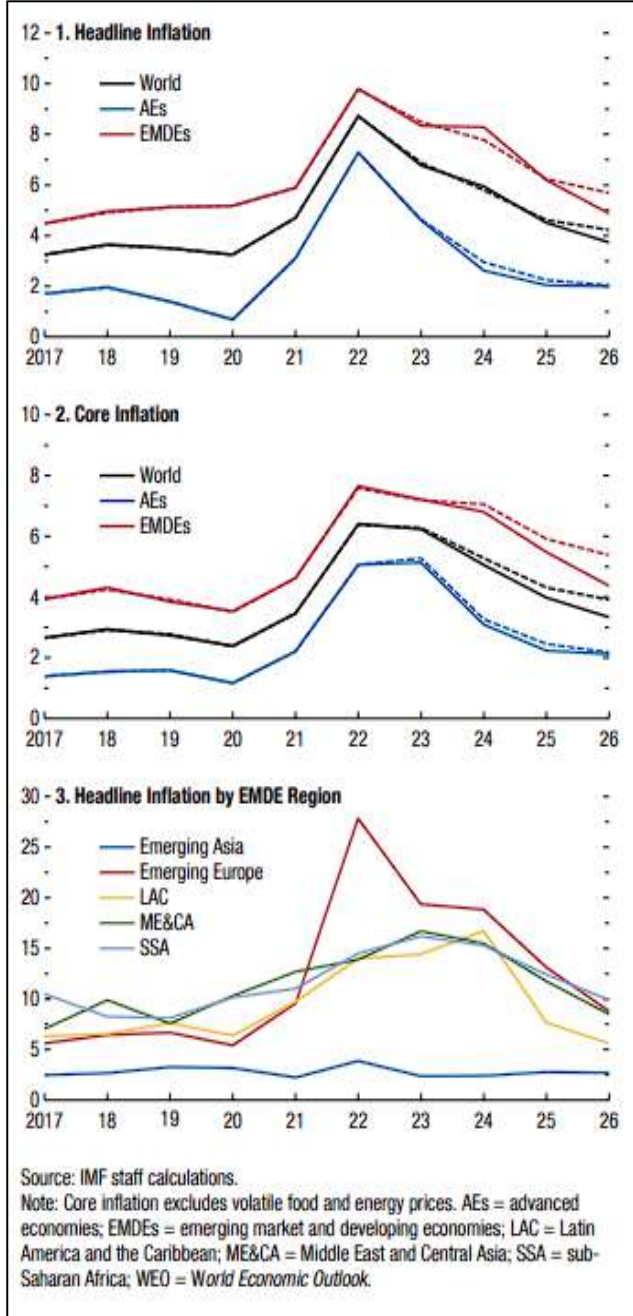 12 - 1. Headline Inflation
10
8
6
4
2
0
World
AEs
EMDEs
2017 18 19 20 21 22 23 24 25 26
10 - 2. Core Inflation
8
6
4
2
0
World
AEs
EMDEs
2017 18 19 20 21 22 23 24 25 26
30 - 3. Headline Inflation by EMDE Region
25
20
15
10
5
0
Emerging Asia
Emerging Europe
LAC
ME&CA
SSA
2017 18 19 20 21 22 23 24 25 26
Source: IMF staff calculations.
Note: Core inflation excludes volatile food and energy prices. AEs = advanced
economies; EMDEs = emerging market and developing economies; LAC = Latin
America and the Caribbean; ME&CA = Middle East and Central Asia; SSA = sub-
Saharan Africa; WEO = World Economic Outlook.